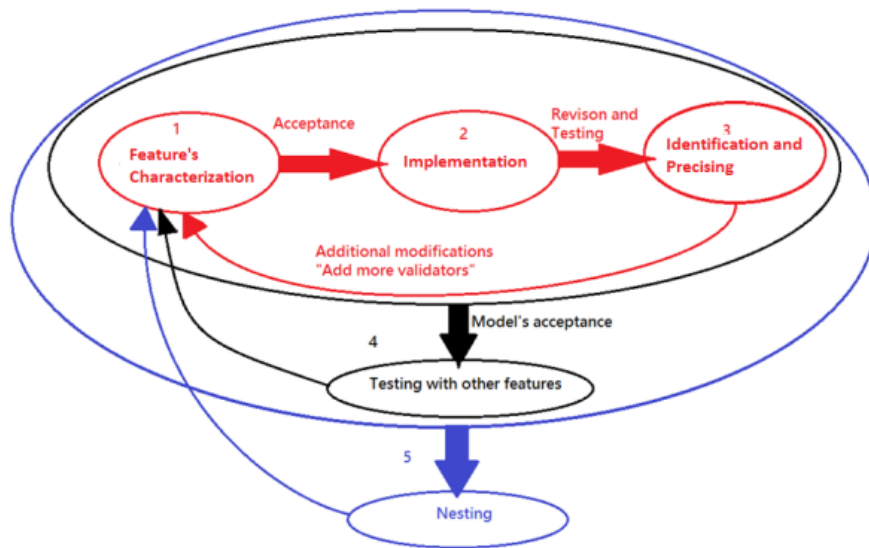 1
Feature's
Characterization
Acceptance
2
Implementation
Revison and
Testing
3
Identification and
Precising
Additional modifications
"Add more validators"
Model's acceptance
4
Testing with other features
5
Nesting